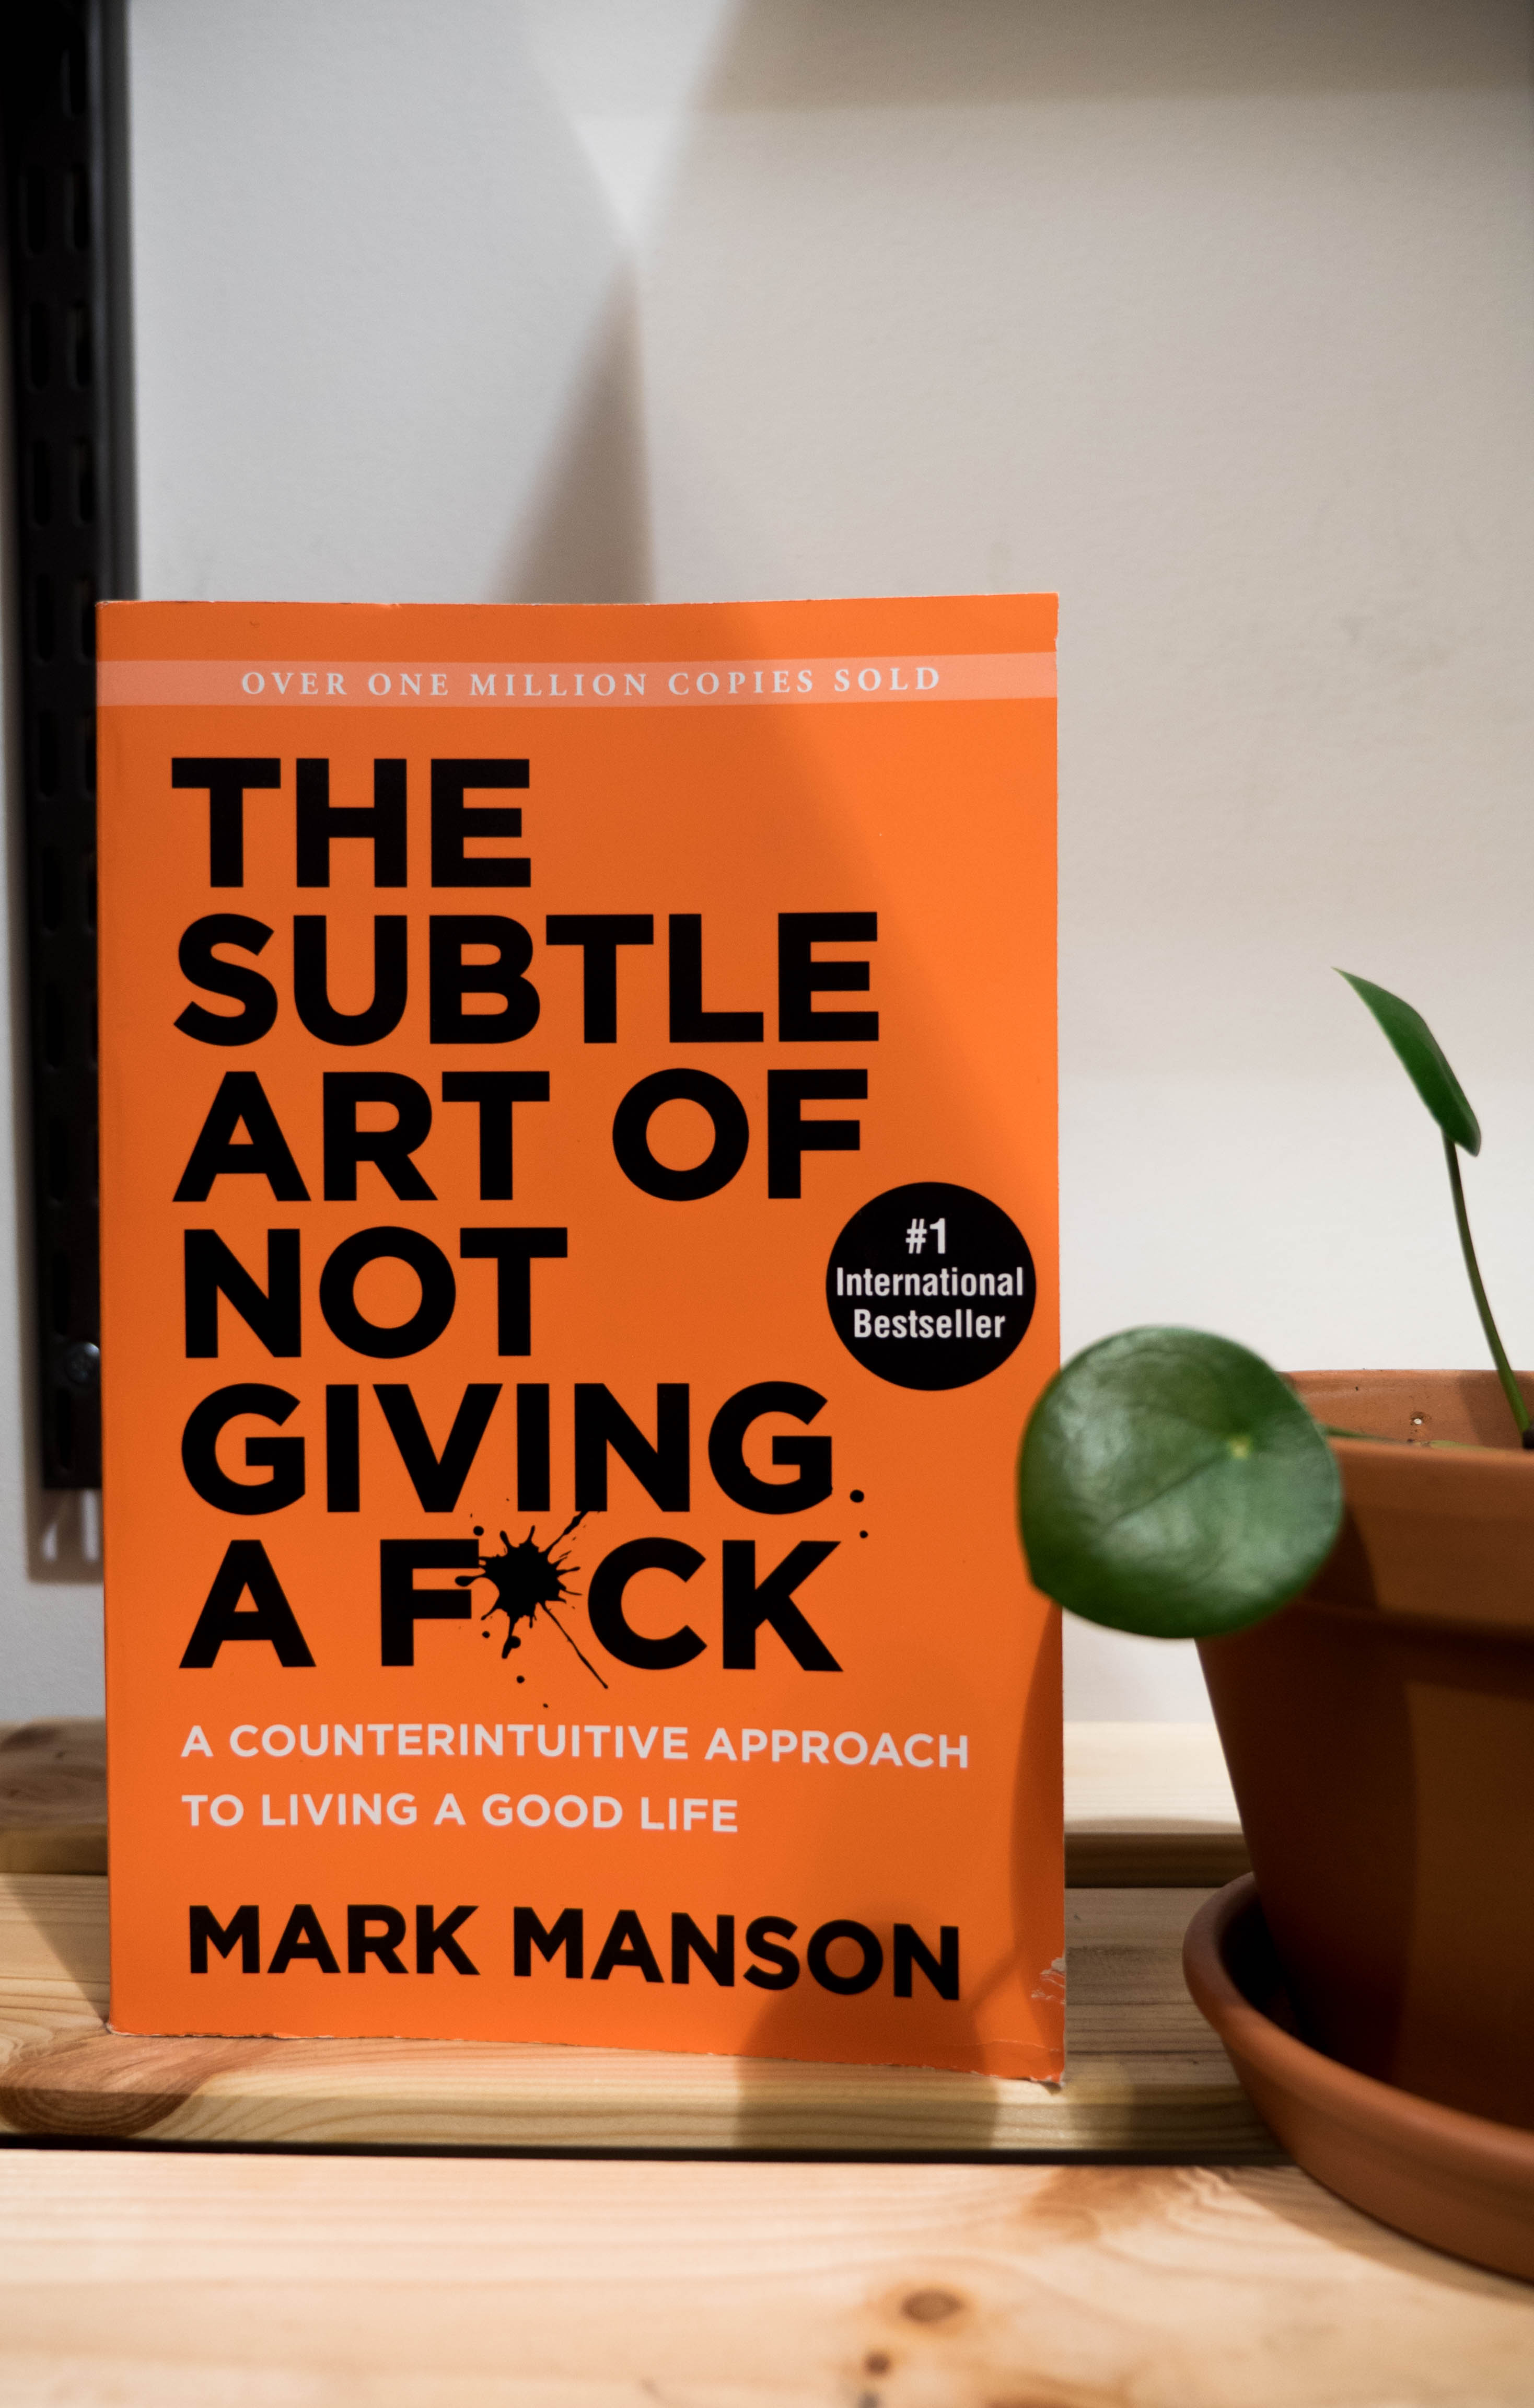 OVER ONE MILLION COPIES SOLD
THE
SUBTLE
ART OF
NOT
GIVING
A F*CK
#1
International
Bestseller
A COUNTERINTUITIVE APPROACH
TO LIVING A GOOD LIFE
MARK MANSON